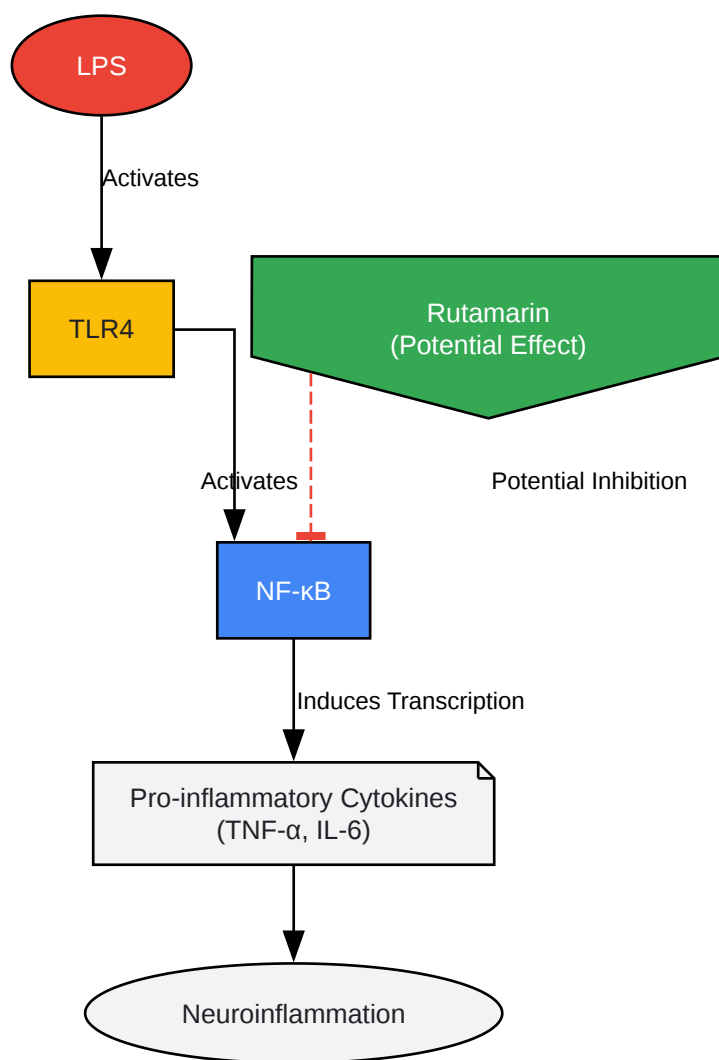 LPS
Activates
TLR4
Rutamarin
(Potential Effect)
Activates
Potential Inhibition
NF-κB
Induces Transcription
Pro-inflammatory Cytokines
(TNF-α, IL-6)
Neuroinflammation